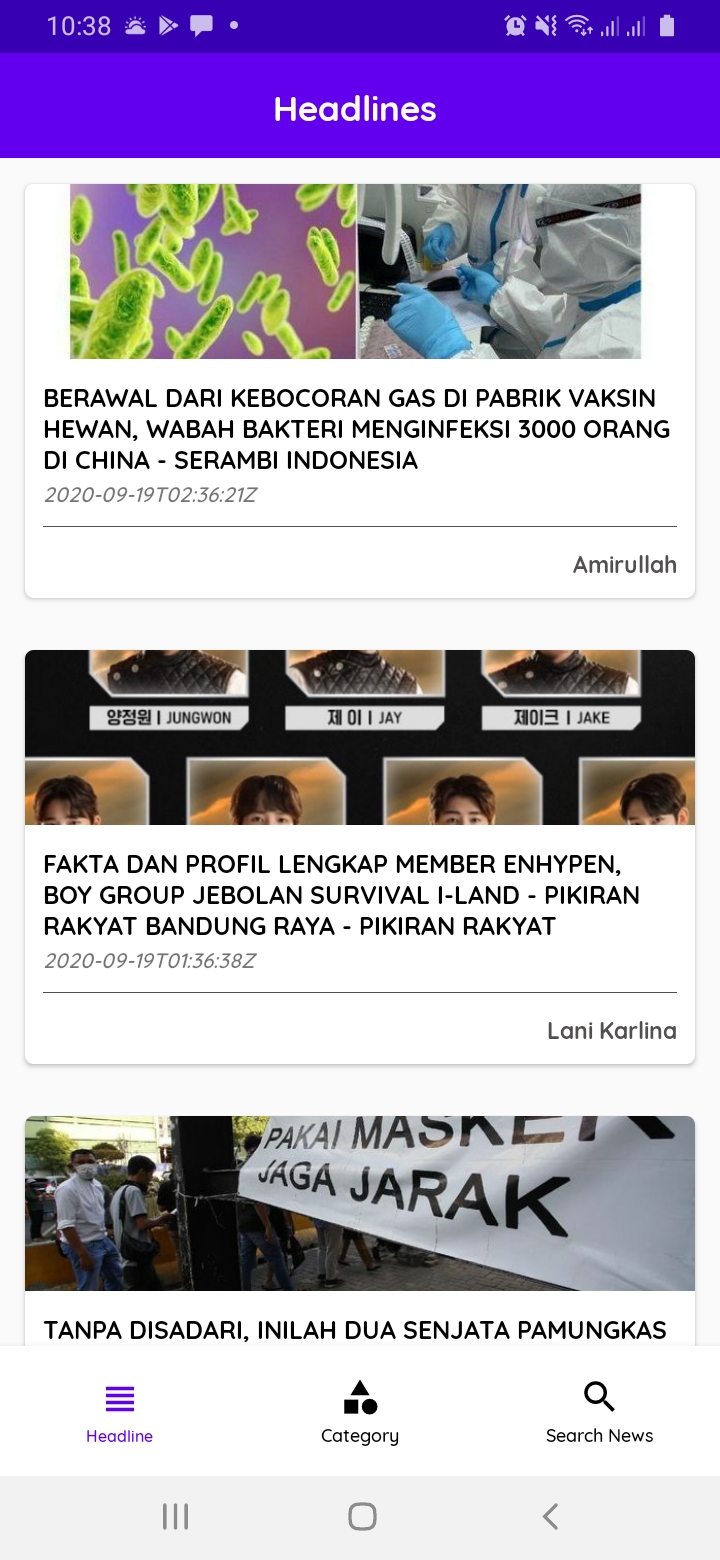 10:38
Headlines
BERAWAL DARI KEBOCORAN GAS DI PABRIK VAKSIN
HEWAN, WABAH BAKTERI MENGINFEKSI 3000 ORANG
DI CHINA - SERAMBI INDONESIA
2020-09-19T02:36:21Z
Amirullah
양정원 | JUNGWON
제이 | JAY
제이크 | JAKE
FAKTA DAN PROFIL LENGKAP MEMBER ENHYPEN,
BOY GROUP JEBOLAN SURVIVAL I-LAND - PIKIRAN
RAKYAT BANDUNG RAYA - PIKIRAN RAKYAT
2020-09-19T01:36:38Z
Lani Karlina
PAKAI MASKER
JAGA JARAK
TANPA DISADARI, INILAH DUA SENJATA PAMUNGKAS
Headline
Category
Search News